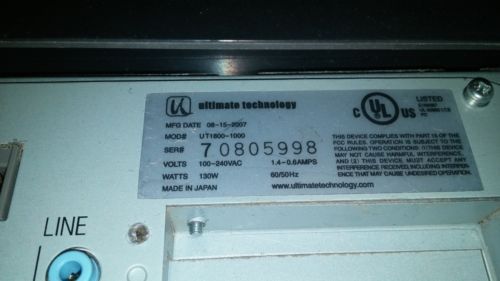 ultimate technology
MFG DATE 08-15-2007
MOD# UT1800-1000
SER# 70805998
VOLTS 100-240VAC 1.4-0.6AMPS
WATTS 130W 60/50Hz
MADE IN JAPAN www.ultimatetechnology.com
C UL US LISTED
THIS DEVICE COMPLIES WITH PART 15 OF THE
FCC RULES. OPERATION IS SUBJECT TO THE
FOLLOWING TWO CONDITIONS: (1) THIS DEVICE
MAY NOT CAUSE HARMFUL INTERFERENCE,
AND (2) THIS DEVICE MUST ACCEPT ANY
INTERFERENCE RECEIVED, INCLUDING INTERFER-
ENCE THAT MAY CAUSE UNDESIRED OPERATION.
LINE